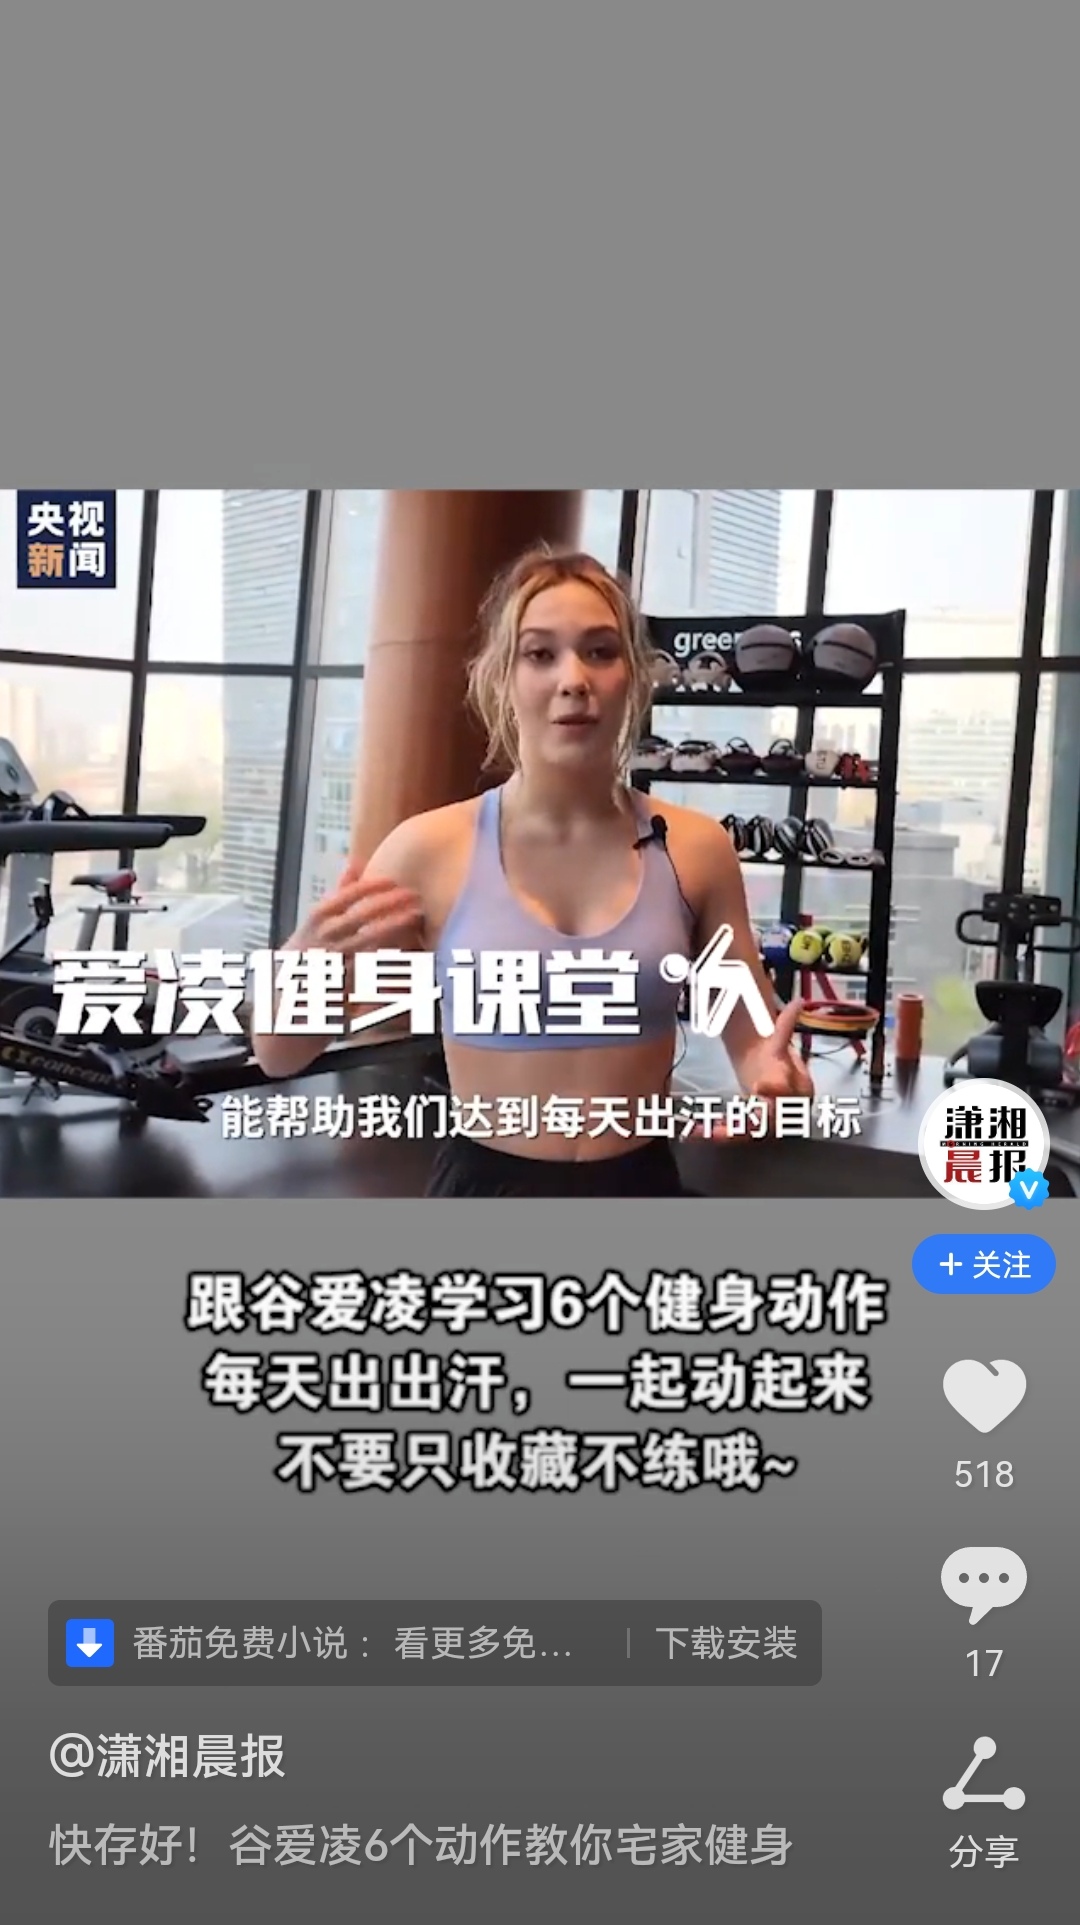 央视
新闻
gree
爱凌健身课堂
能帮助我们达到每天出汗的目标
concept
潇湘
晨报
+ 关注
跟谷爱凌学习6个健身动作
每天出出汗，一起动起来
不要只收藏不练哦~
518
17
番茄免费小说：看更多免... | 下载安装
@潇湘晨报
快存好！谷爱凌6个动作教你宅家健身
分享